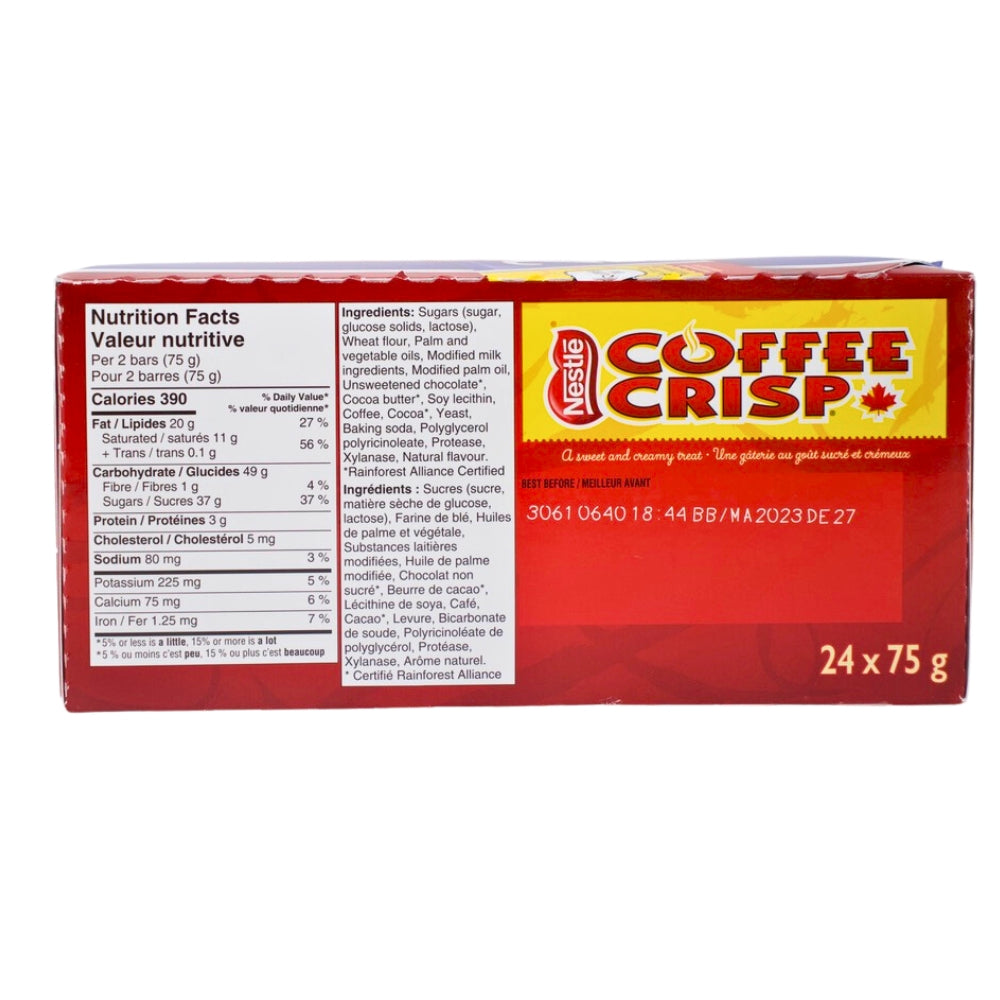 Nutrition Facts
Valeur nutritive
Per 2 bars (75 g)
Pour 2 barres (75 g)
Calories 390
% Daily Value*
% valeur quotidienne*
Fat / Lipides 20 g 27 %
Saturated / saturés 11 g
+ Trans / trans 0.1 g
56 %
Carbohydrate / Glucides 49 g
Fibre / Fibres 1 g 4 %
Sugars / Sucres 37 g 37 %
Protein / Protéines 3 g
Cholesterol / Cholestérol 5 mg
Sodium 80 mg 3 %
Potassium 225 mg 5 %
Calcium 75 mg 6 %
Iron / Fer 1.25 mg 7 %
*5% or less is a little, 15% or more is a lot
*5 % ou moins c'est peu, 15 % ou plus c'est beaucoup
Ingredients: Sugars (sugar,
glucose solids, lactose),
Wheat flour, Palm and
vegetable oils, Modified milk
ingredients, Modified palm oil,
Unsweetened chocolate*,
Cocoa butter*, Soy lecithin,
Coffee, Cocoa*, Yeast,
Baking soda, Polyglycerol
polyricinoleate, Protease,
Xylanase, Natural flavour.
*Rainforest Alliance Certified
Ingrédients : Sucres (sucre,
matière sèche de glucose,
lactose), Farine de blé, Huiles
de palme et végétale,
Substances laitières
modifiées, Huile de palme
modifiée, Chocolat non
sucré*, Beurre de cacao*,
Lécithine de soya, Café,
Cacao*, Levure, Bicarbonate
de soude, Polyricinoléate de
polyglycérol, Protéase,
Xylanase, Arôme naturel.
* Certifié Rainforest Alliance
Nestlé
COFFEE
CRISP
A sweet and creamy treat · Une gâterie au goût sucré et crémeux
BEST BEFORE / MEILLEUR AVANT
3061 0640 18:44 BB/MA2023 DE 27
24 x 75 g